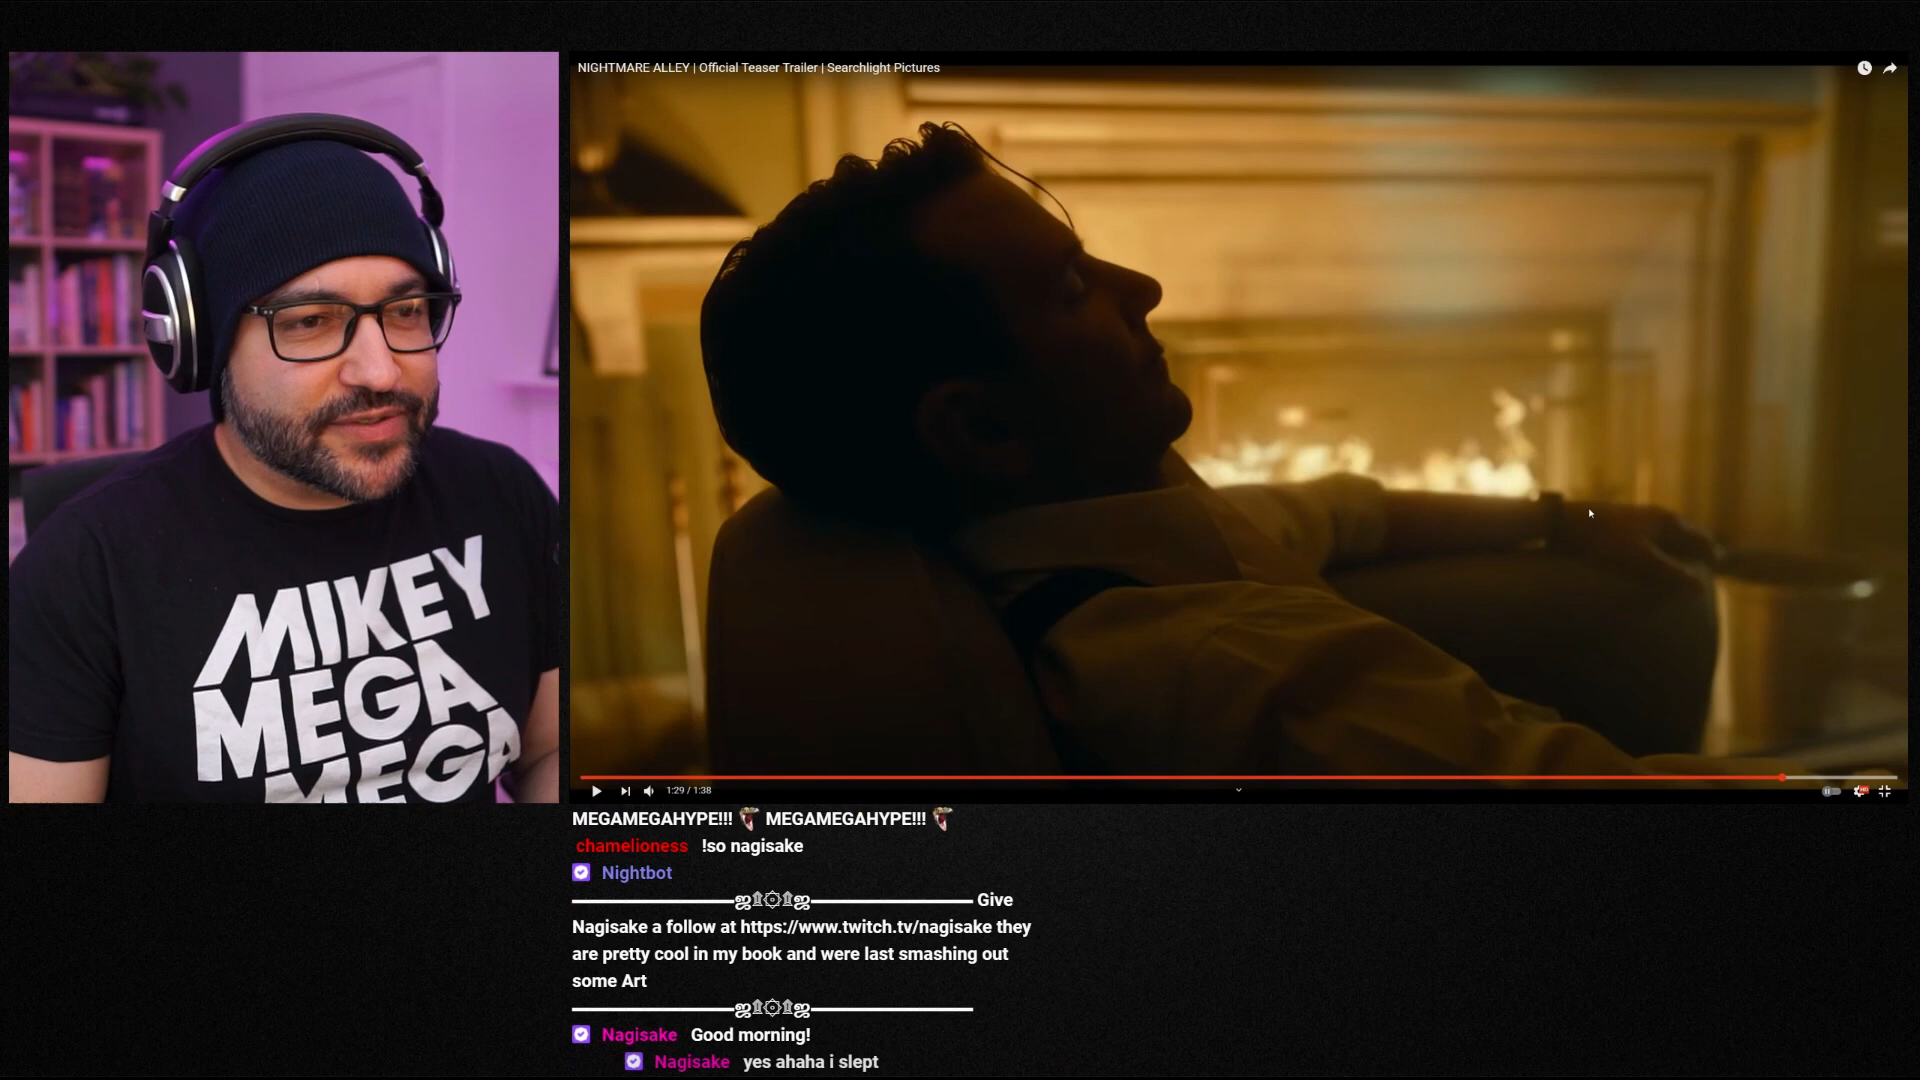 NIGHTMARE ALLEY | Official Teaser Trailer | Searchlight Pictures
MIKEY
MEGA
MEGA
1:29 / 1:38
HD
MEGAMEGAHYPE!!! MEGAMEGAHYPE!!!
chamelioness !so nagisake
Nightbot
━━━━━━━━━ஜ۩۞۩ஜ━━━━━━━━━ Give
Nagisake a follow at https://www.twitch.tv/nagisake they
are pretty cool in my book and were last smashing out
some Art
━━━━━━━━━ஜ۩۞۩ஜ━━━━━━━━━
Nagisake Good morning!
Nagisake yes ahaha i slept